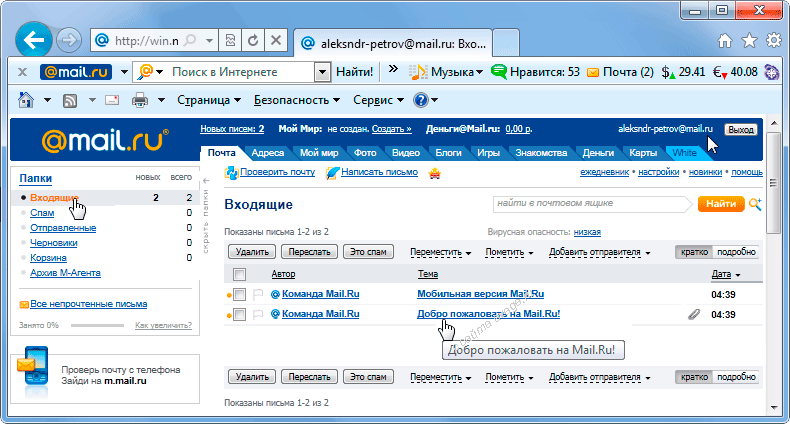 http://win.n
aleksndr-petrov@mail.ru: Вхо...
@mail.ru Поиск в Интернете Найти! » Музыка Нравится: 53 Почта (2) $ 29.41 € 40.08
Страница Безопасность Сервис
@mail.ru® Новых писем: 2 Мой Мир: не создан. Создать » Деньги@Mail.ru: 0,00 р. aleksndr-petrov@mail.ru Выход
Почта Адреса Мой мир Фото Видео Блоги Игры Знакомства Деньги Карты White
Проверить почту Написать письмо ежедневник · настройки · новинки · помощь
Папки новых всего
Входящие 2 2
Спам 0
Отправленные 0
Черновики 0
Корзина 0
Архив М-Агента
Все непрочтенные письма
Занято 0% Как увеличить?
Проверь почту с телефона
Зайди на m.mail.ru
скрыть папки
Входящие найти в почтовом ящике Найти
Показаны письма 1-2 из 2 Вирусная опасность: низкая
Удалить Переслать Это спам Переместить Пометить Добавить отправителя кратко подробно
Автор Тема Дата
@ Команда Mail.Ru Мобильная версия Mail.Ru 04:39
@ Команда Mail.Ru Добро пожаловать на Mail.Ru! 04:39
Добро пожаловать на Mail.Ru!
Удалить Переслать Это спам Переместить Пометить Добавить отправителя кратко подробно
Показаны письма 1-2 из 2